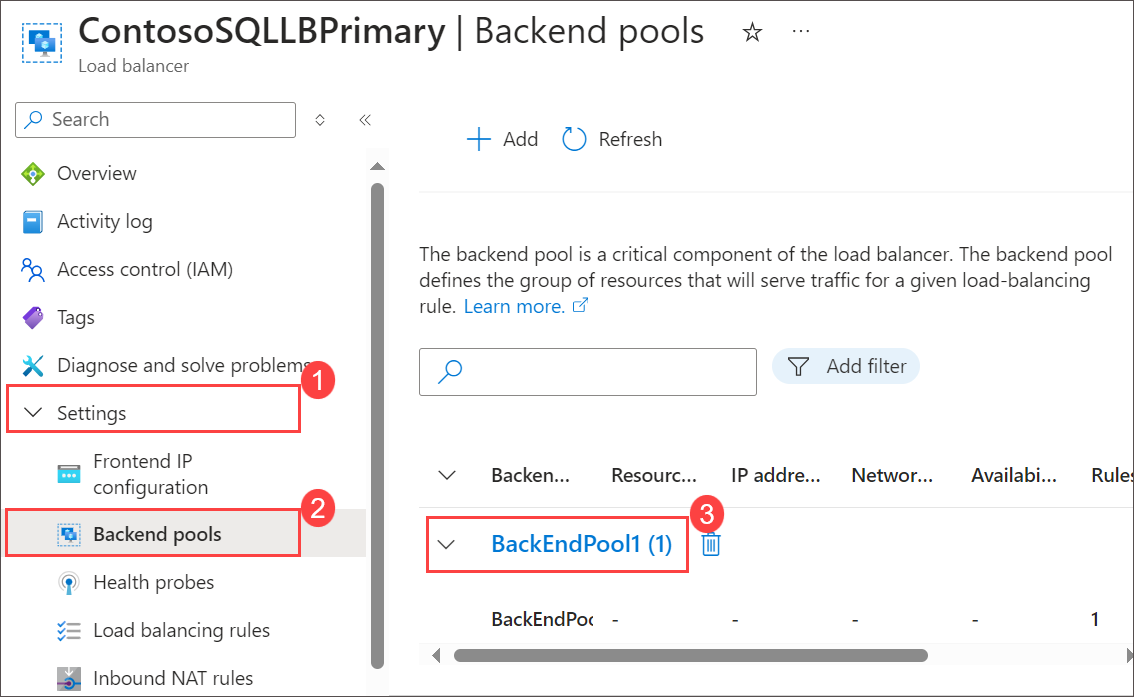 ContosoSQLLBPrimary | Backend pools ...
Load balancer
Search
Add
Refresh
Overview
Activity log
Access control (IAM)
Tags
Diagnose and solve problems
1
Settings
Frontend IP
configuration
2
Backend pools
Health probes
Load balancing rules
Inbound NAT rules
The backend pool is a critical component of the load balancer. The backend pool
defines the group of resources that will serve traffic for a given load-balancing
rule. Learn more.
Add filter
Backen... Resourc... IP addre... Networ... Availabi... Rules
3
BackEndPool1 (1)
BackEndPoo - - - - 1